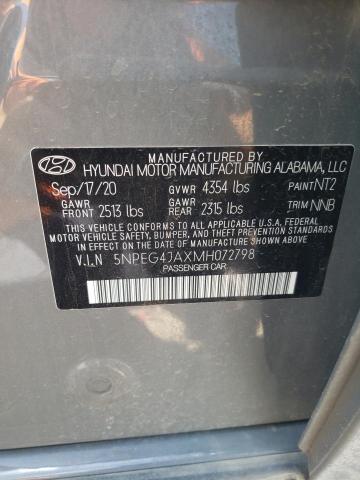 MANUFACTURED BY
HYUNDAI MOTOR MANUFACTURING ALABAMA, LLC
Sep/17/20 GVWR 4354 lbs PAINT NT2
GAWR FRONT 2513 lbs GAWR REAR 2315 lbs TRIM NNB
THIS VEHICLE CONFORMS TO ALL APPLICABLE U.S. FEDERAL
MOTOR VEHICLE SAFETY, BUMPER, AND THEFT PREVENTION STANDARDS
IN EFFECT ON THE DATE OF MANUFACTURE SHOWN ABOVE.
V.I.N 5NPEG4JAXMH072798
PASSENGER CAR